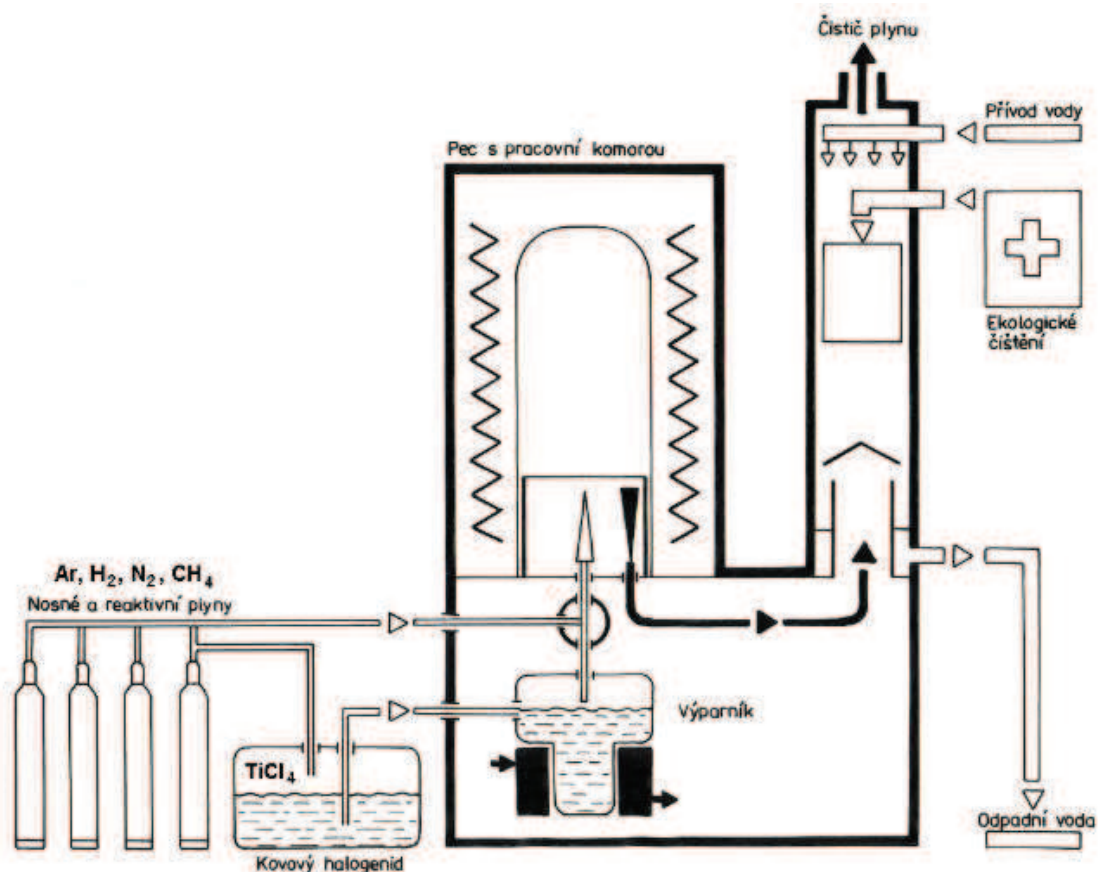 Čistič plynu
Přívod vody
Pec s pracovní komorou
Ekologické
čištění
Ar, H₂, N₂, CH₄
Nosné a reaktivní plyny
Výparník
TiCl₄
Odpadní voda
Kovový halogenid